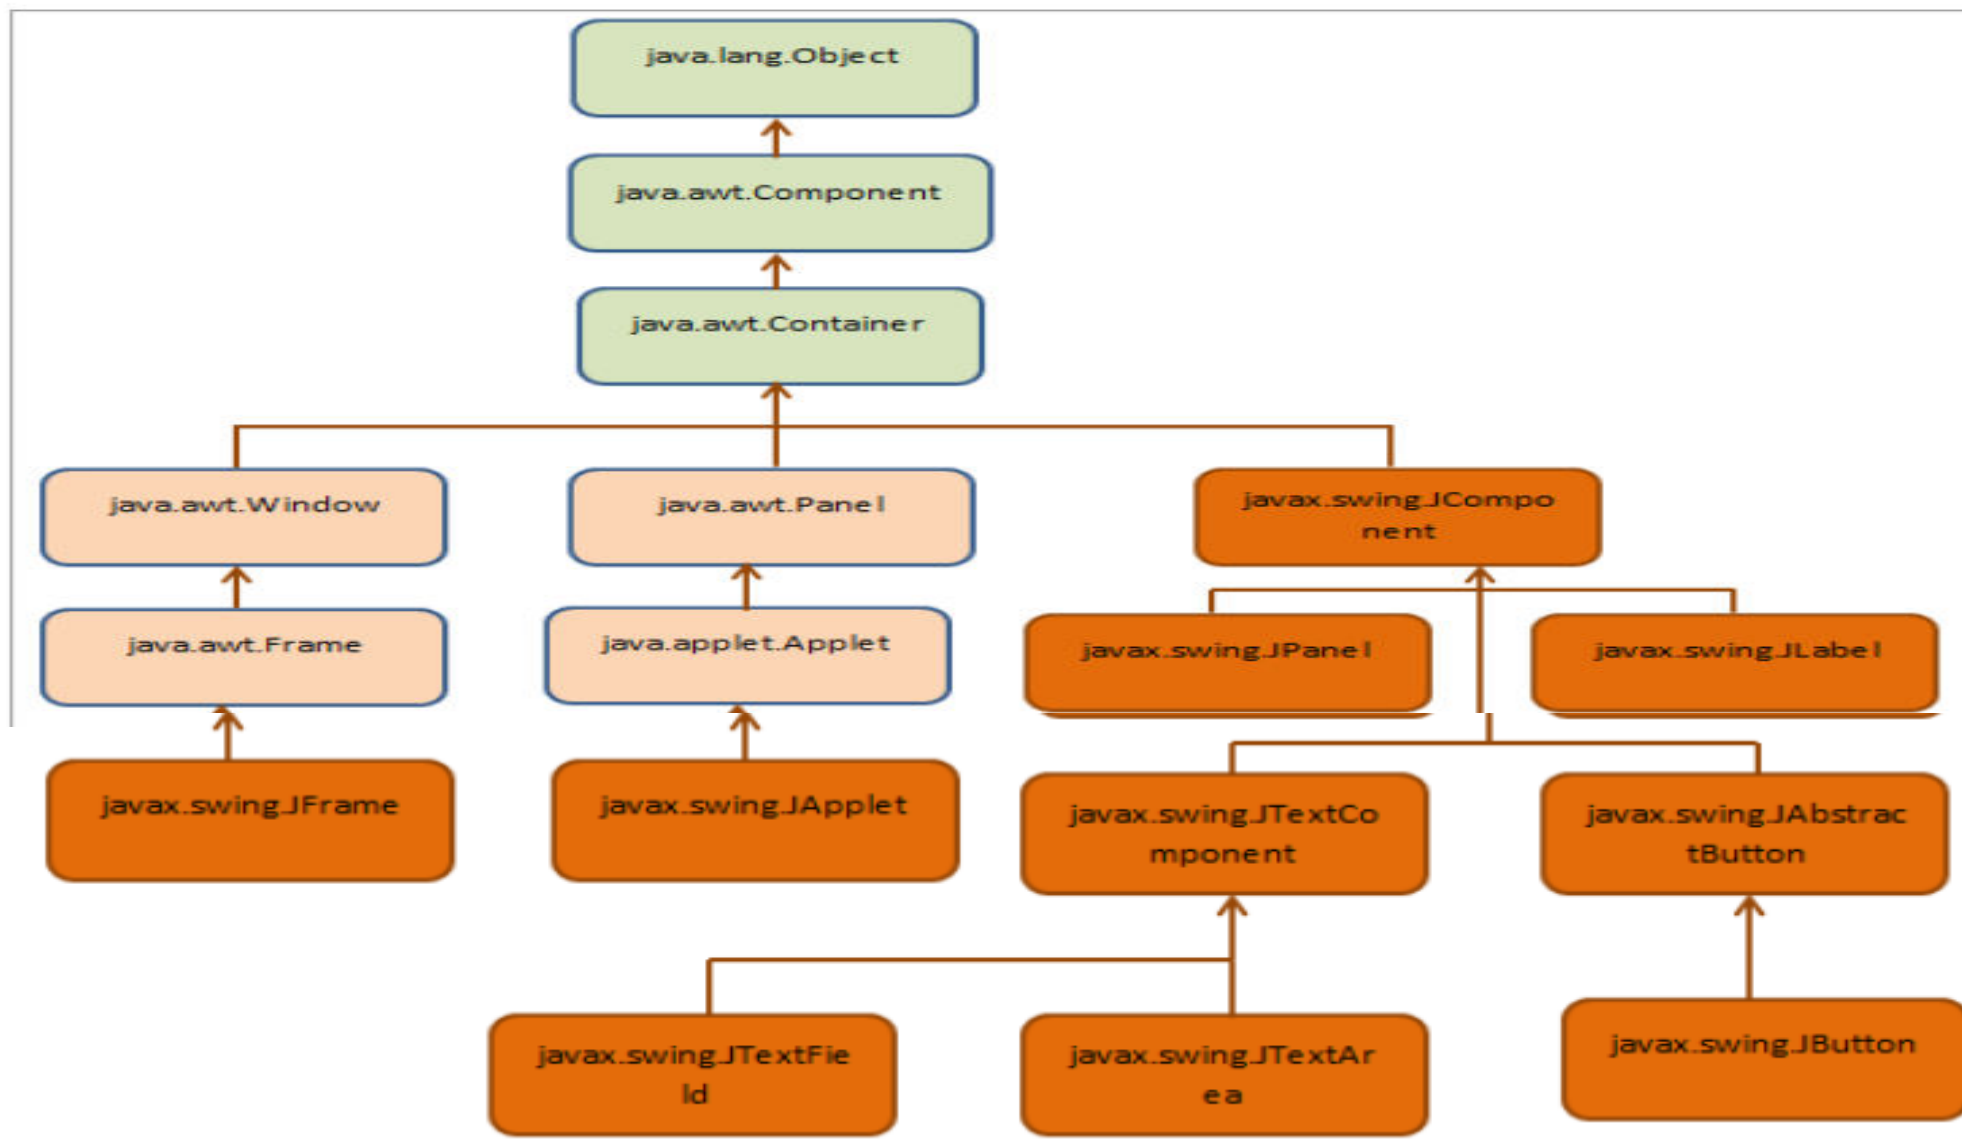 java.lang.Object
java.awt.Component
java.awt.Container
java.awt.Window
java.awt.Panel
javax.swing.JCompo
nent
java.awt.Frame
java.applet.Applet
javax.swing.JPanel
javax.swing.JLabel
javax.swing.JFrame
javax.swing.JApplet
javax.swing.JTextCo
mponent
javax.swing.JAbstrac
tButton
javax.swing.JTextFie
ld
javax.swing.JTextAr
ea
javax.swing.JButton